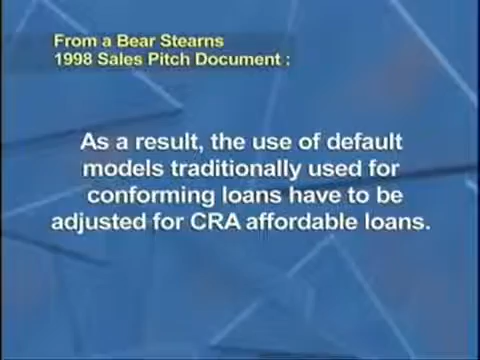 From a Bear Stearns
1998 Sales Pitch Document :
As a result, the use of default
models traditionally used for
conforming loans have to be
adjusted for CRA affordable loans.